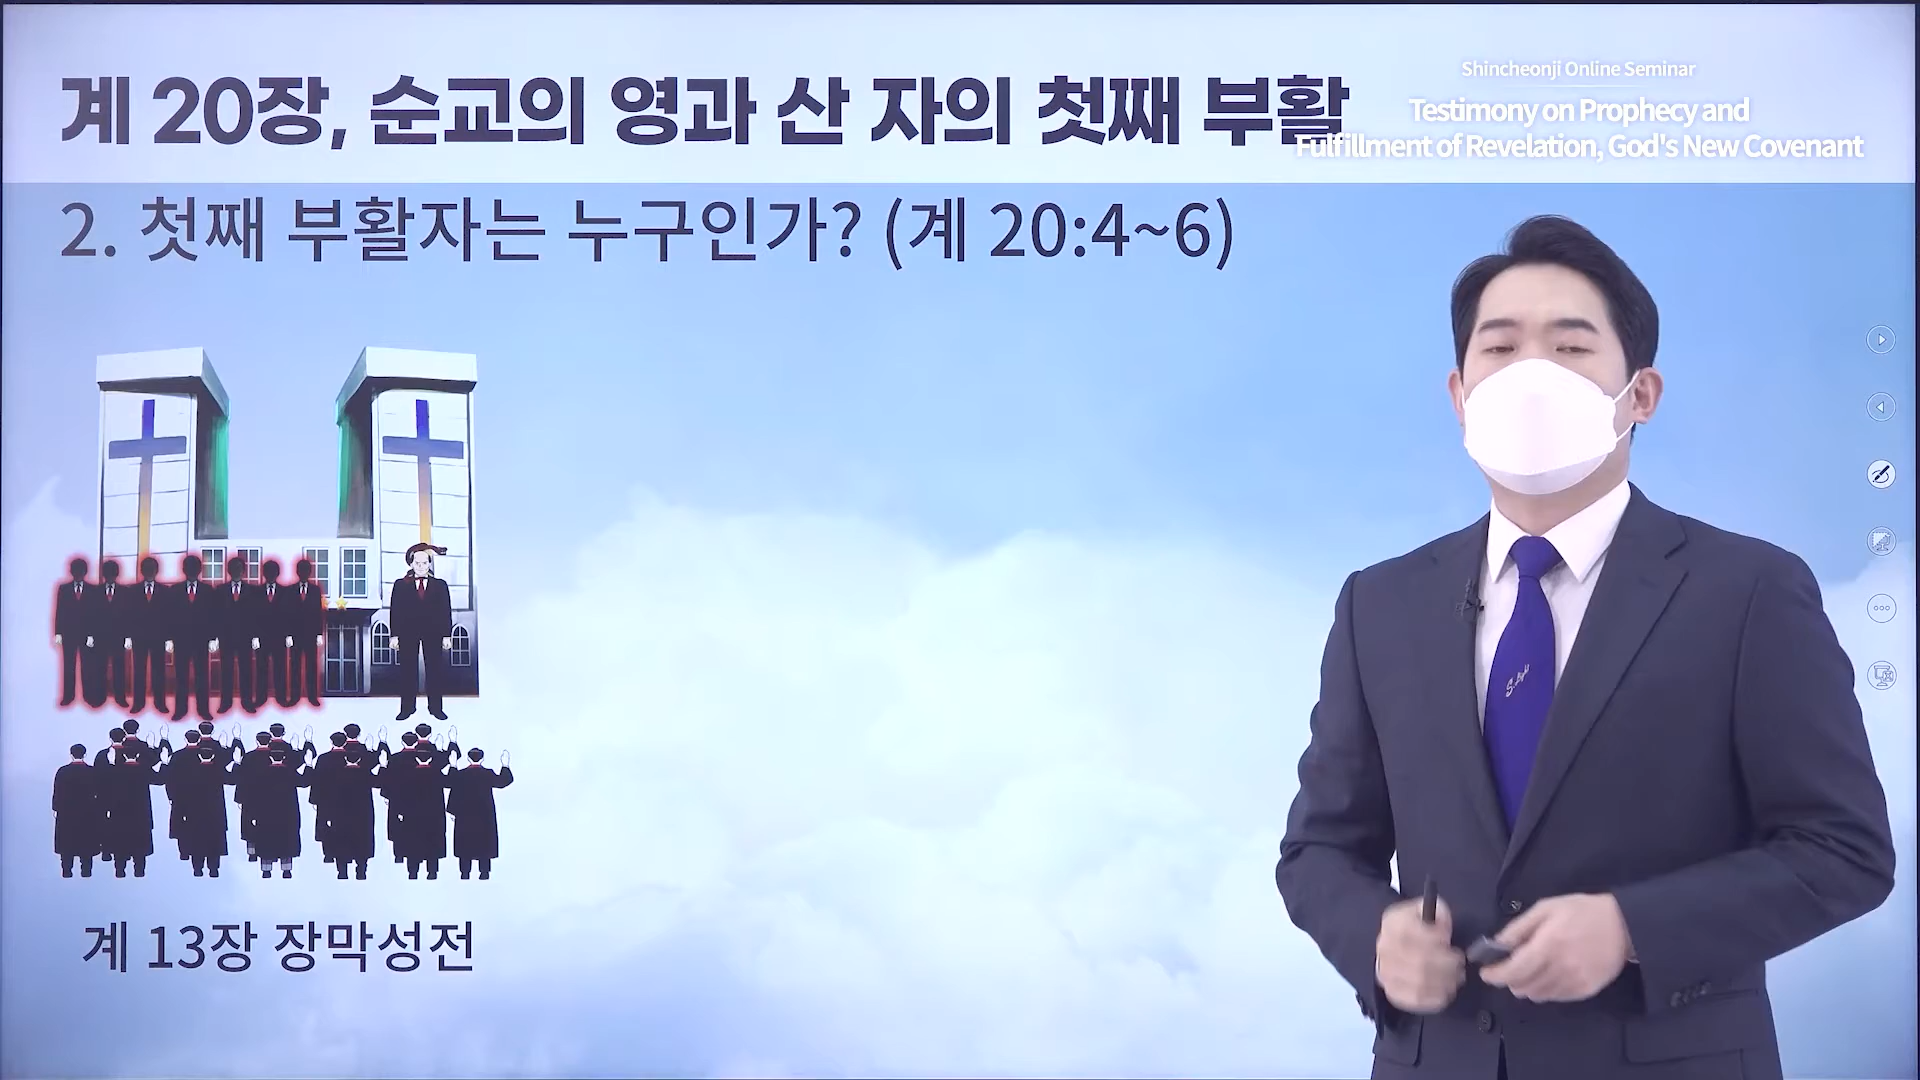 계 20장, 순교의 영과 산 자의 첫째 부활
Shincheonji Online Seminar
Testimony on Prophecy and
Fulfillment of Revelation, God's New Covenant
2. 첫째 부활자는 누구인가? (계 20:4~6)
계 13장 장막성전